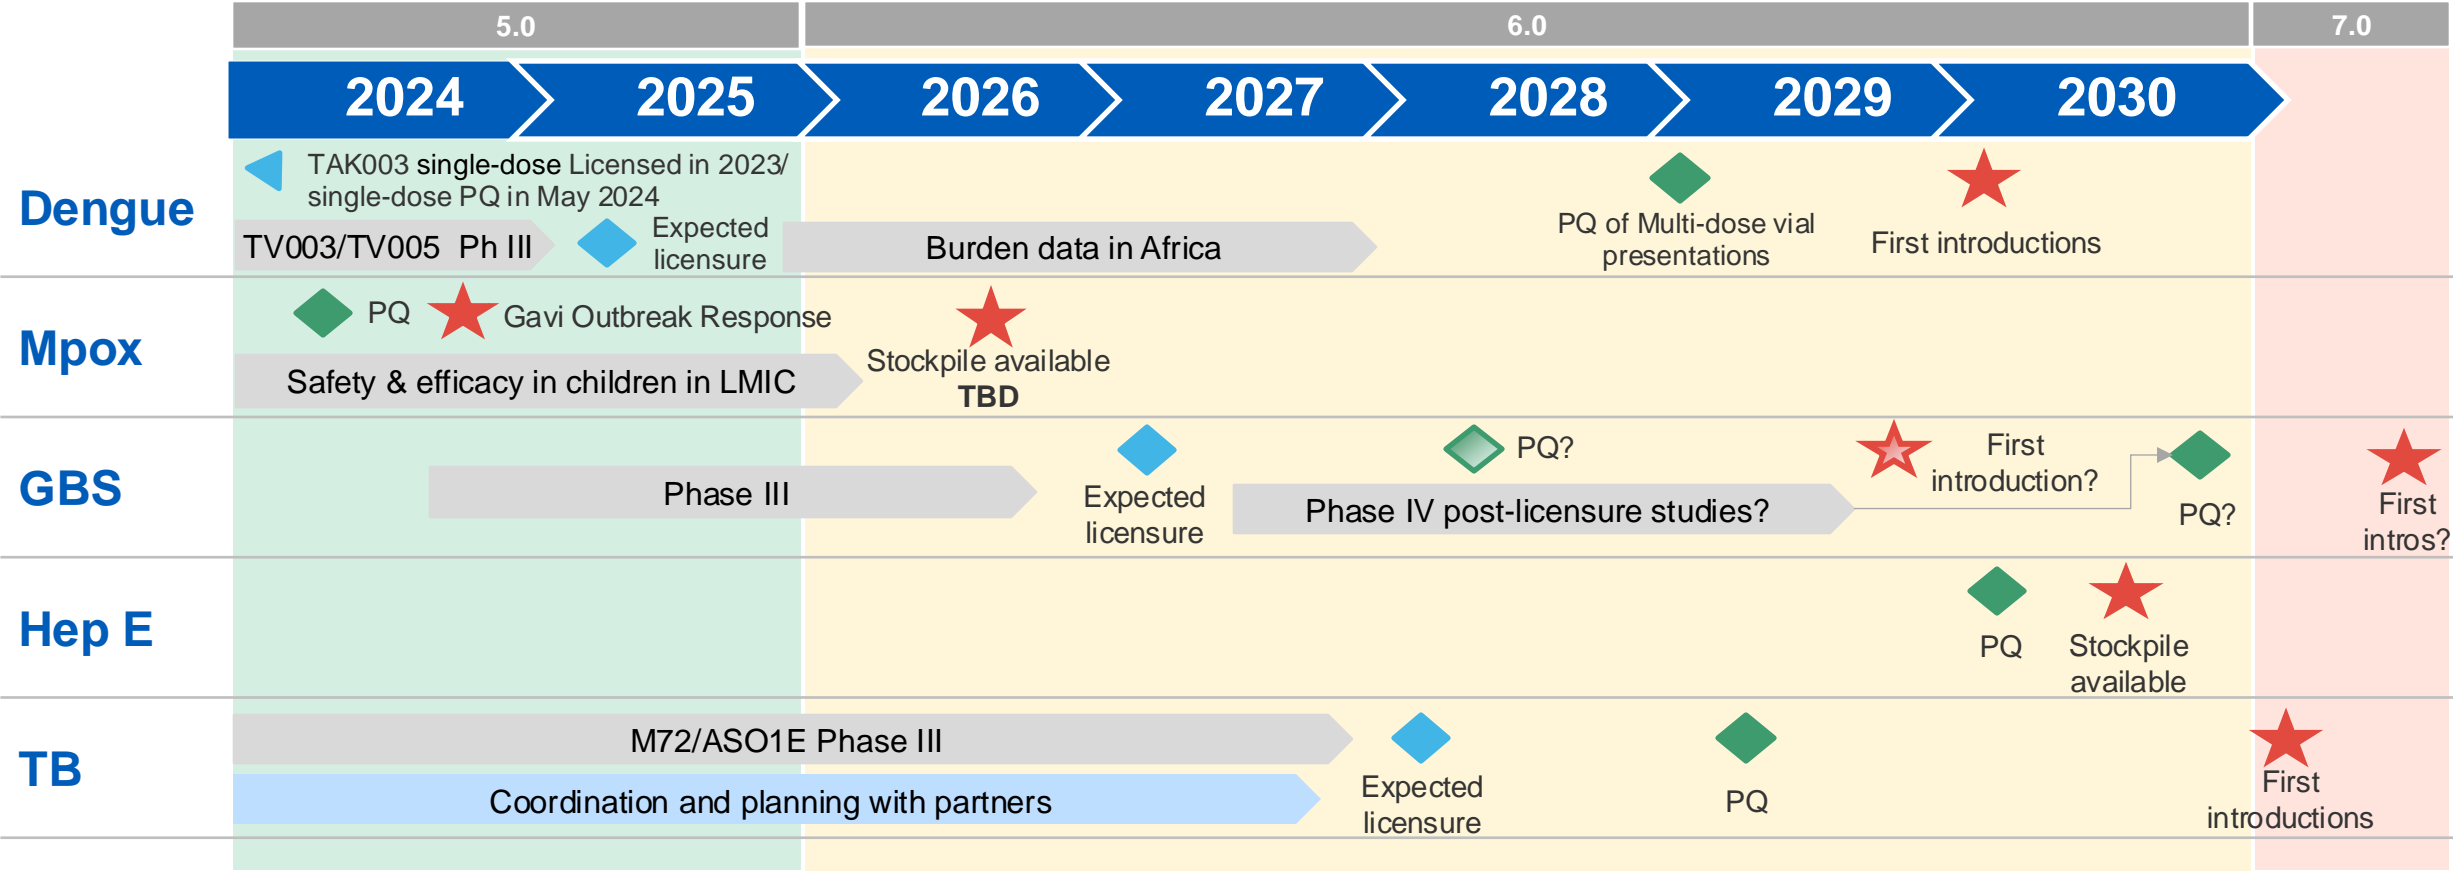 5.0
6.0
7.0
2024
2025
2026
2027
2028
2029
2030
Dengue
TAK003 single-dose Licensed in 2023/
single-dose PQ in May 2024
TV003/TV005 Ph III
Expected
licensure
Burden data in Africa
PQ of Multi-dose vial
presentations
First introductions
Mpox
PQ
Gavi Outbreak Response
Safety & efficacy in children in LMIC
Stockpile available
TBD
GBS
Phase III
Expected
licensure
PQ?
Phase IV post-licensure studies?
First
introduction?
PQ?
First
intros?
Hep E
PQ
Stockpile
available
TB
M72/ASO1E Phase III
Coordination and planning with partners
Expected
licensure
PQ
First
introductions